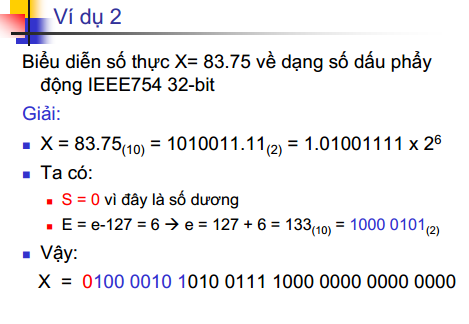 Ví dụ 2
Biểu diễn số thực X= 83.75 về dạng số dấu phẩy
động IEEE754 32-bit
Giải:
X = 83.75(10) = 1010011.11(2) = 1.01001111 x 2⁶
Ta có:
S = 0 vì đây là số dương
E = e-127 = 6 → e = 127 + 6 = 133(10) = 1000 0101(2)
Vậy:
X = 0100 0010 1010 0111 1000 0000 0000 0000